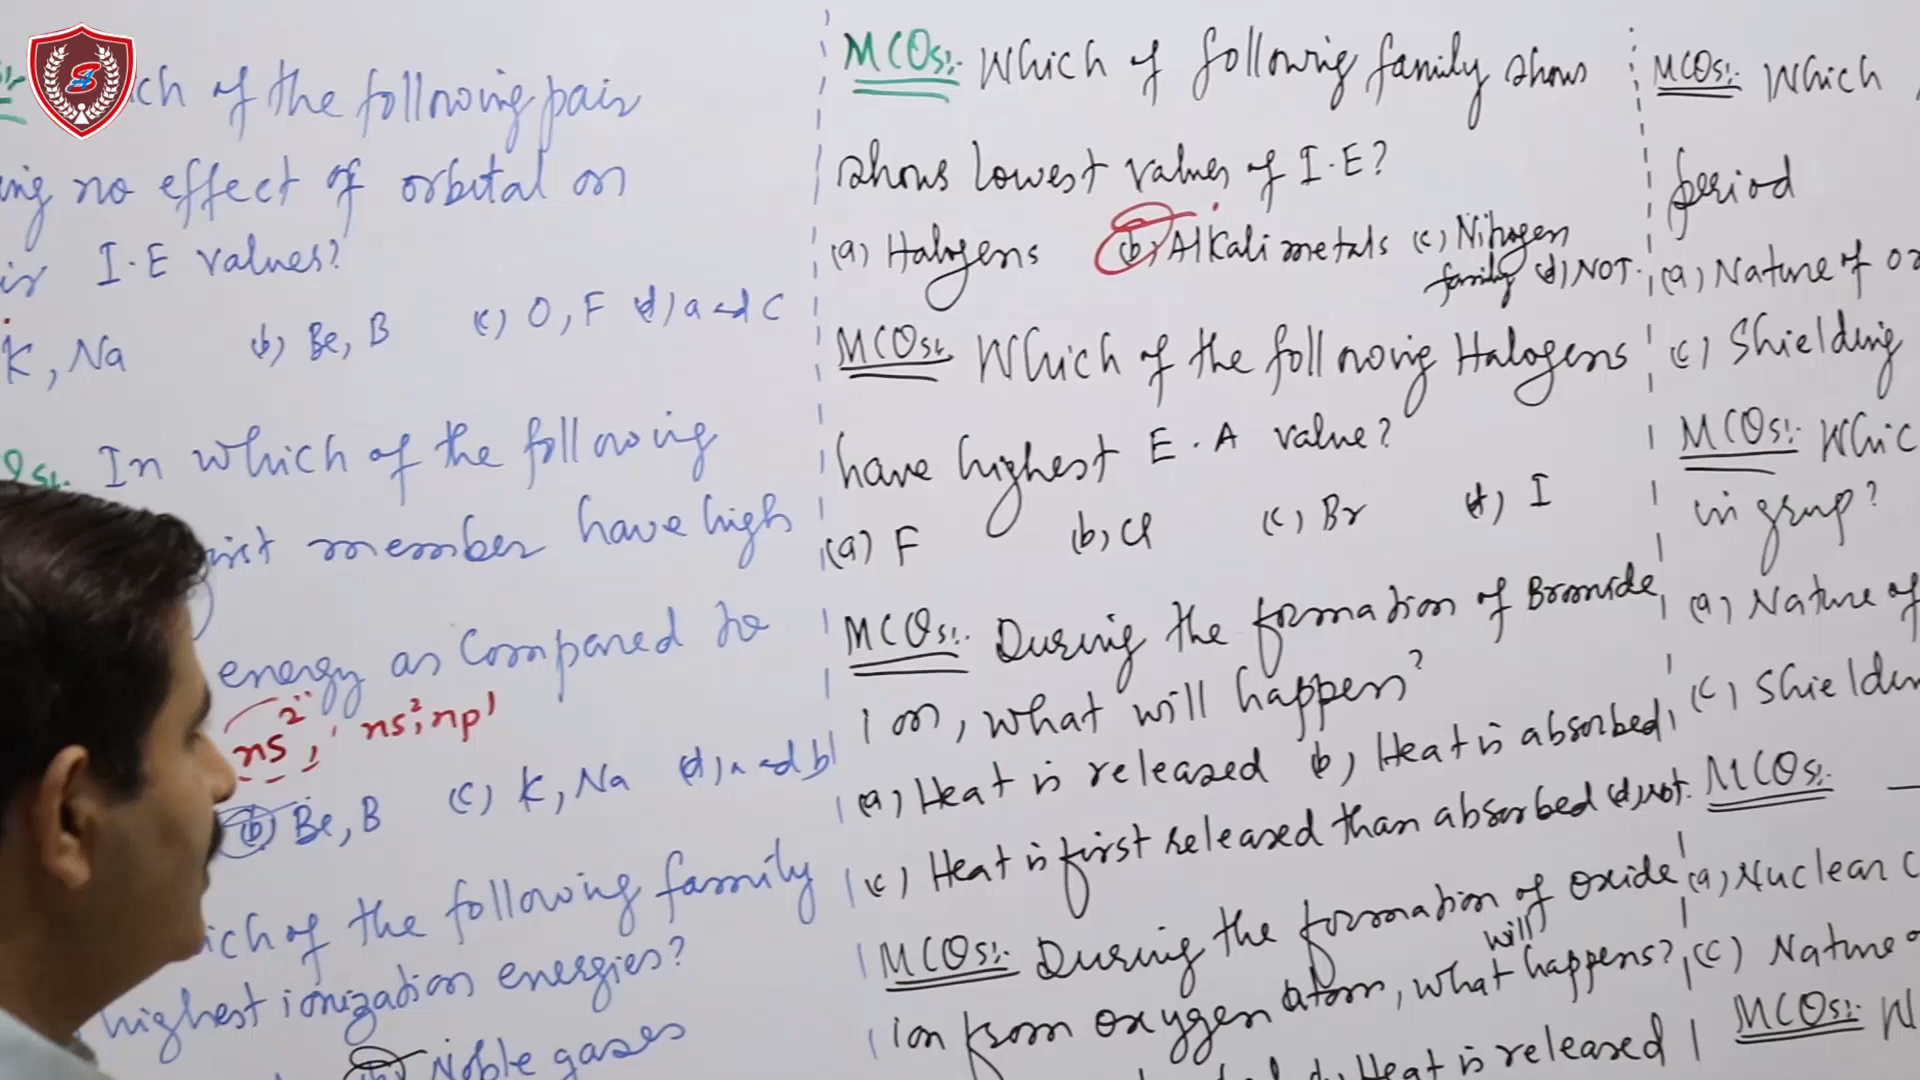 ch of the following pair
ing no effect of orbital on
ir I.E values?
K, Na (b) Be, B (c) O, F (d) a and c
Os:. In which of the following
irst member have high
energy as compared to
ns², ns², np¹
(b) Be, B (c) K, Na (d) a and b
ich of the following family
highest ionization energies?
(b) Noble gases
MCQs:. Which of following family shows
shows lowest values of I.E?
(a) Halogens (b) Alkali metals (c) Nitrogen
family (d) NOT.
MCQs:. Which of the following Halogens
have highest E.A value?
(a) F (b) Cl (c) Br (d) I
MCQs:. During the formation of Bromide
Ion, what will happen?
(a) Heat is released (b) Heat is absorbed
(c) Heat is first released than absorbed (d) Not.
MCQs:. During the formation of oxide
ion from oxygen atom, what will happens?
Heat is released
MCQs:. Which
period
(a) Nature of or
(c) Shielding
MCQs:. Whic
in grup?
(a) Nature of
(c) Shieldin
MCQs:.
(a) Nuclear C
(c) Nature o
MCQs:. W